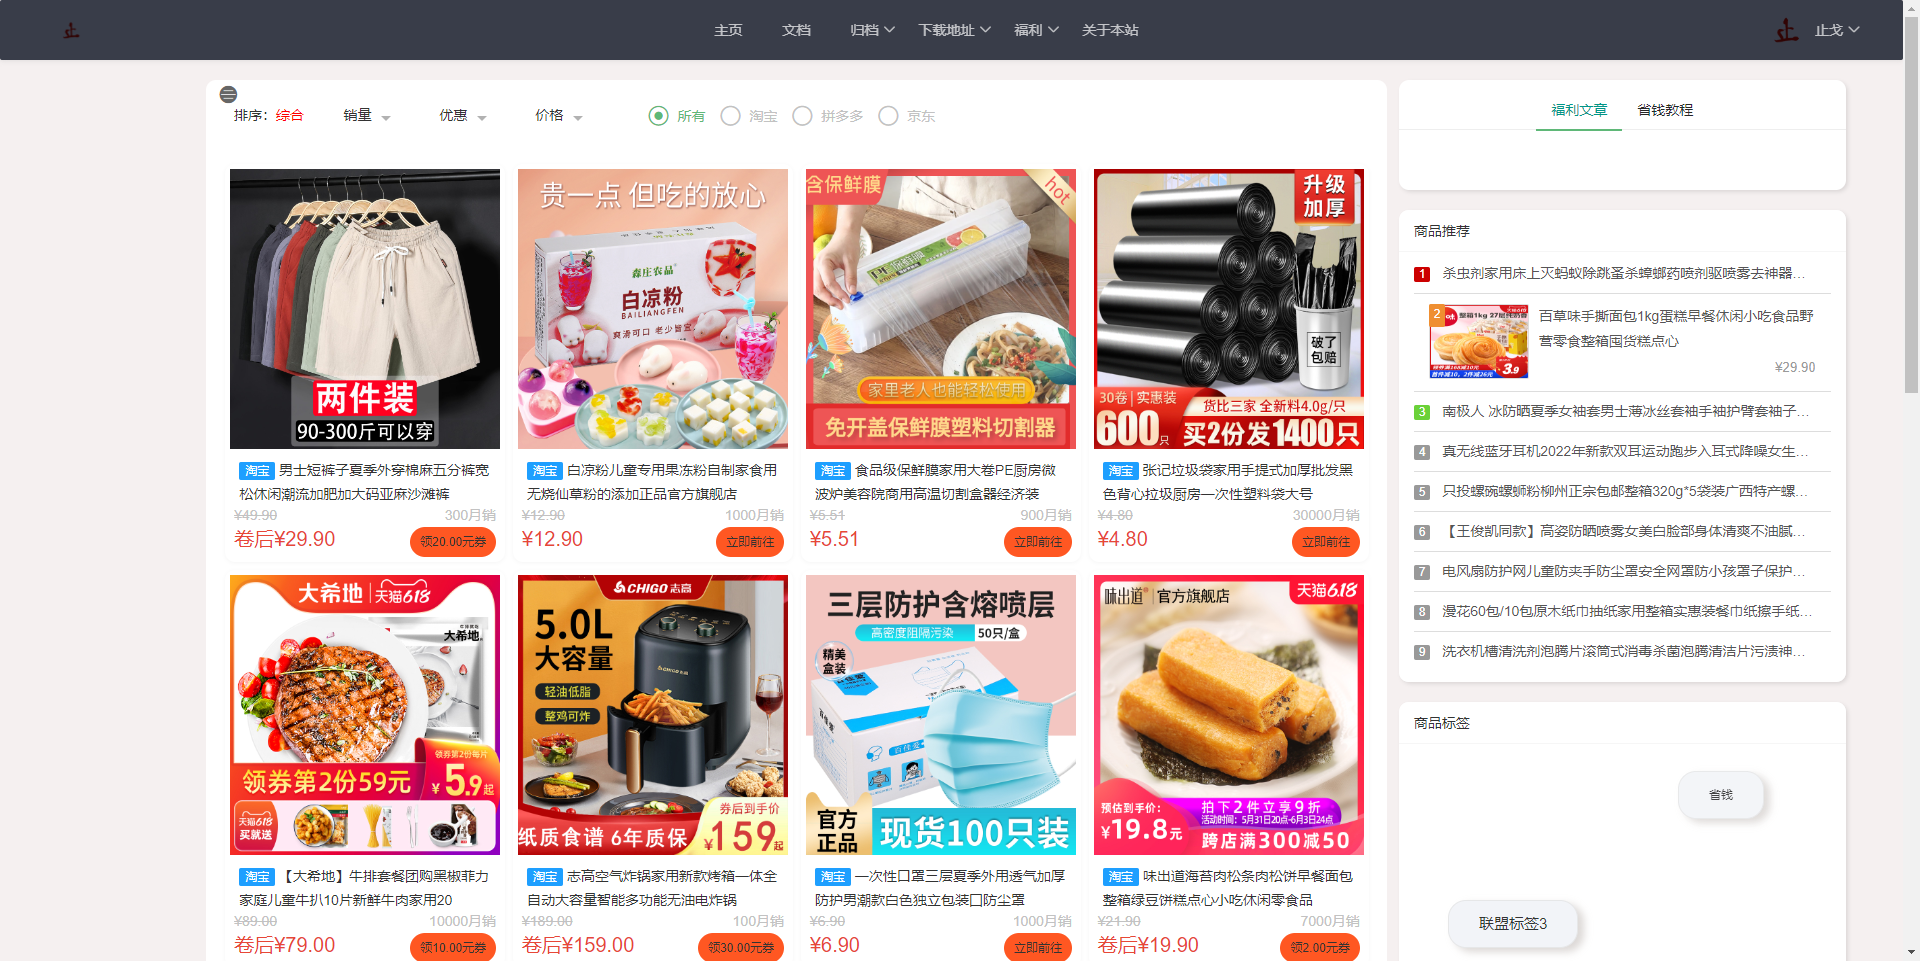 止
主页
文档
归档
下载地址
福利
关于本站
止
止戈
排序：综合
销量
优惠
价格
所有
淘宝
拼多多
京东
两件装
90-300斤可以穿
淘宝 男士短裤子夏季外穿棉麻五分裤宽
松休闲潮流加肥加大码亚麻沙滩裤
¥49.90
300月销
卷后¥29.90
领20.00元券
贵一点 但吃的放心
森庄农品
白凉粉
BAILIANGFEN
爽滑可口 老少皆宜
淘宝 白凉粉儿童专用果冻粉自制家食用
无烧仙草粉的添加正品官方旗舰店
¥12.90
1000月销
¥12.90
立即前往
含保鲜膜
hot
家里老人也能轻松使用
免开盖保鲜膜塑料切割器
淘宝 食品级保鲜膜家用大卷PE厨房微
波炉美容院商用高温切割盒器经济装
¥5.51
900月销
¥5.51
立即前往
升级
加厚
破了
包赔
30卷 | 实惠装
600只
货比三家 全新料4.0g/只
买2份发1400只
淘宝 张记垃圾袋家用手提式加厚批发黑
色背心拉圾厨房一次性塑料袋大号
¥4.80
30000月销
¥4.80
立即前往
大希地 | 天猫618
大希地
领券第2份每片
领券第2份59元
¥5.9起
天猫618
买就送
淘宝 【大希地】牛排套餐团购黑椒菲力
家庭儿童牛扒10片新鲜牛肉家用20
¥89.00
10000月销
卷后¥79.00
领10.00元券
CHIGO 志高
5.0L
大容量
轻油低脂
整鸡可炸
CHIGO
纸质食谱 6年质保
券后到手价
¥159起
淘宝 志高空气炸锅家用新款烤箱一体全
自动大容量智能多功能无油电炸锅
¥189.00
100月销
卷后¥159.00
领30.00元券
三层防护含熔喷层
高密度阻隔污染 50只/盒
精美
盒装
官方
正品
现货100只装
淘宝 一次性口罩三层夏季外用透气加厚
防护男潮款白色独立包装囗防尘罩
¥6.90
1000月销
¥6.90
立即前往
味出道 | 官方旗舰店
天猫6.18
预估到手价：
¥19.8元
拍下2件立享9折
活动时间：5月31日20点-6月3日24点
跨店满300减50
淘宝 味出道海苔肉松条肉松饼早餐面包
整箱绿豆饼糕点心小吃休闲零食品
¥21.90
7000月销
卷后¥19.90
领2.00元券
福利文章
省钱教程
商品推荐
1 杀虫剂家用床上灭蚂蚁除跳蚤杀蟑螂药喷剂驱喷雾去神器...
2
整箱1kg 27层
3.9
百草味手撕面包1kg蛋糕早餐休闲小吃食品野
营零食整箱囤货糕点心
¥29.90
3 南极人 冰防晒夏季女袖套男士薄冰丝套袖手袖护臂套袖子...
4 真无线蓝牙耳机2022年新款双耳运动跑步入耳式降噪女生...
5 只投螺碗螺蛳粉柳州正宗包邮整箱320g*5袋装广西特产螺...
6 【王俊凯同款】高姿防晒喷雾女美白脸部身体清爽不油腻...
7 电风扇防护网儿童防夹手防尘罩安全网罩防小孩罩子保护...
8 漫花60包/10包原木纸巾抽纸家用整箱实惠装餐巾纸擦手纸...
9 洗衣机槽清洗剂泡腾片滚筒式消毒杀菌泡腾清洁片污渍神...
商品标签
省钱
联盟标签3